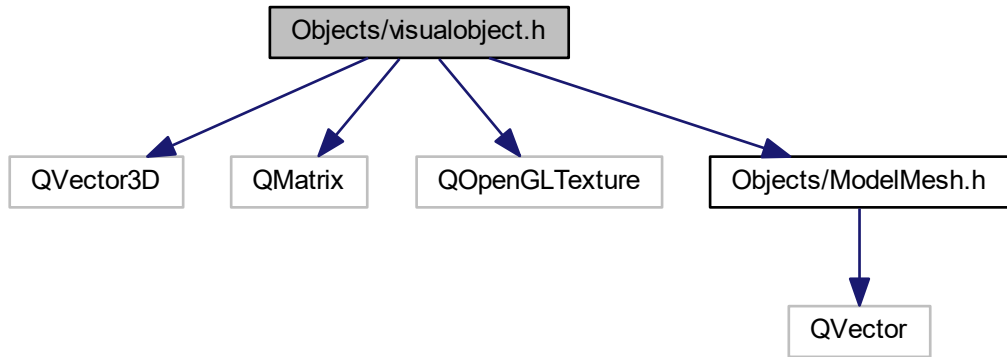 Objects/visualobject.h
QVector3D
QMatrix
QOpenGLTexture
Objects/ModelMesh.h
QVector